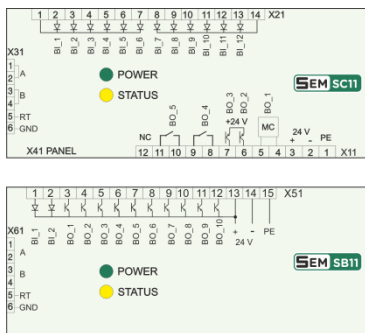 1 2 3 4 5 6 7 8 9 10 11 12 13 14 X21
BI_1 BI_2 BI_3 BI_4 BI_5 BI_6 BI_7 BI_8 BI_9 BI_10 BI_11 BI_12
X31
1
2 A
3 B
4
5 RT
6 GND
POWER
STATUS
SEM SC11
BO_5 BO_4 BO_3 BO_2 BO_1
+24 V
NC
MC
24 V
+ - PE
X41 PANEL 12 11 10 9 8 7 6 5 4 3 2 1 X11
1 2 3 4 5 6 7 8 9 10 11 12 13 14 15 X51
BI_1 BI_2 BO_1 BO_2 BO_3 BO_4 BO_5 BO_6 BO_7 BO_8 BO_9 BO_10 + - PE
24 V
X61
1
2 A
3 B
4
5 RT
6 GND
POWER
STATUS
SEM SB11